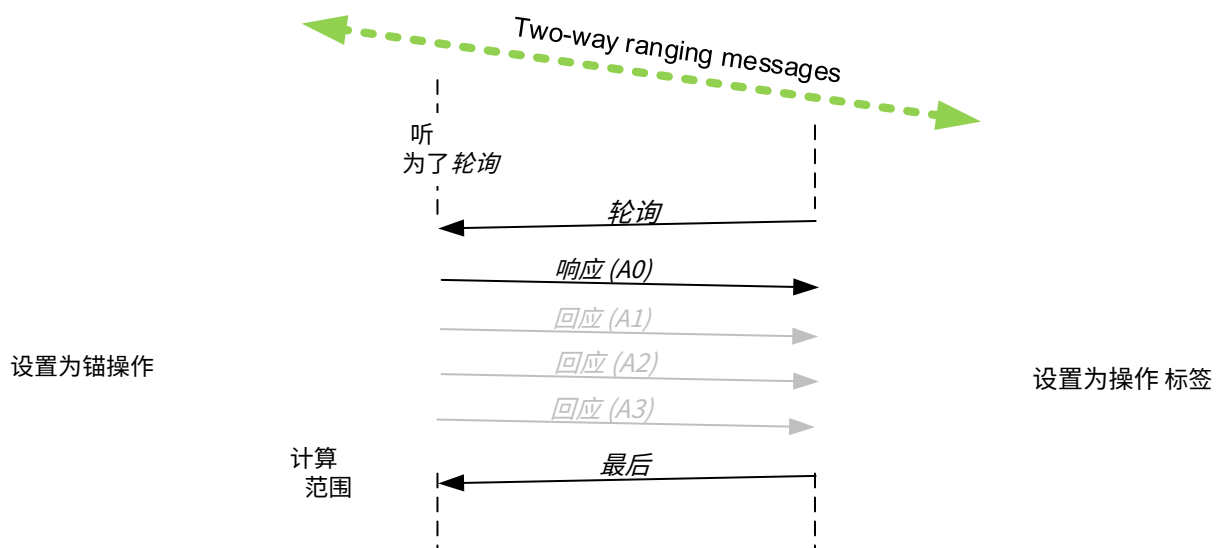 Two-way ranging messages
听
为了轮询
轮询
响应 (A0)
回应 (A1)
回应 (A2)
回应 (A3)
设置为锚操作
设置为操作 标签
计算
范围
最后